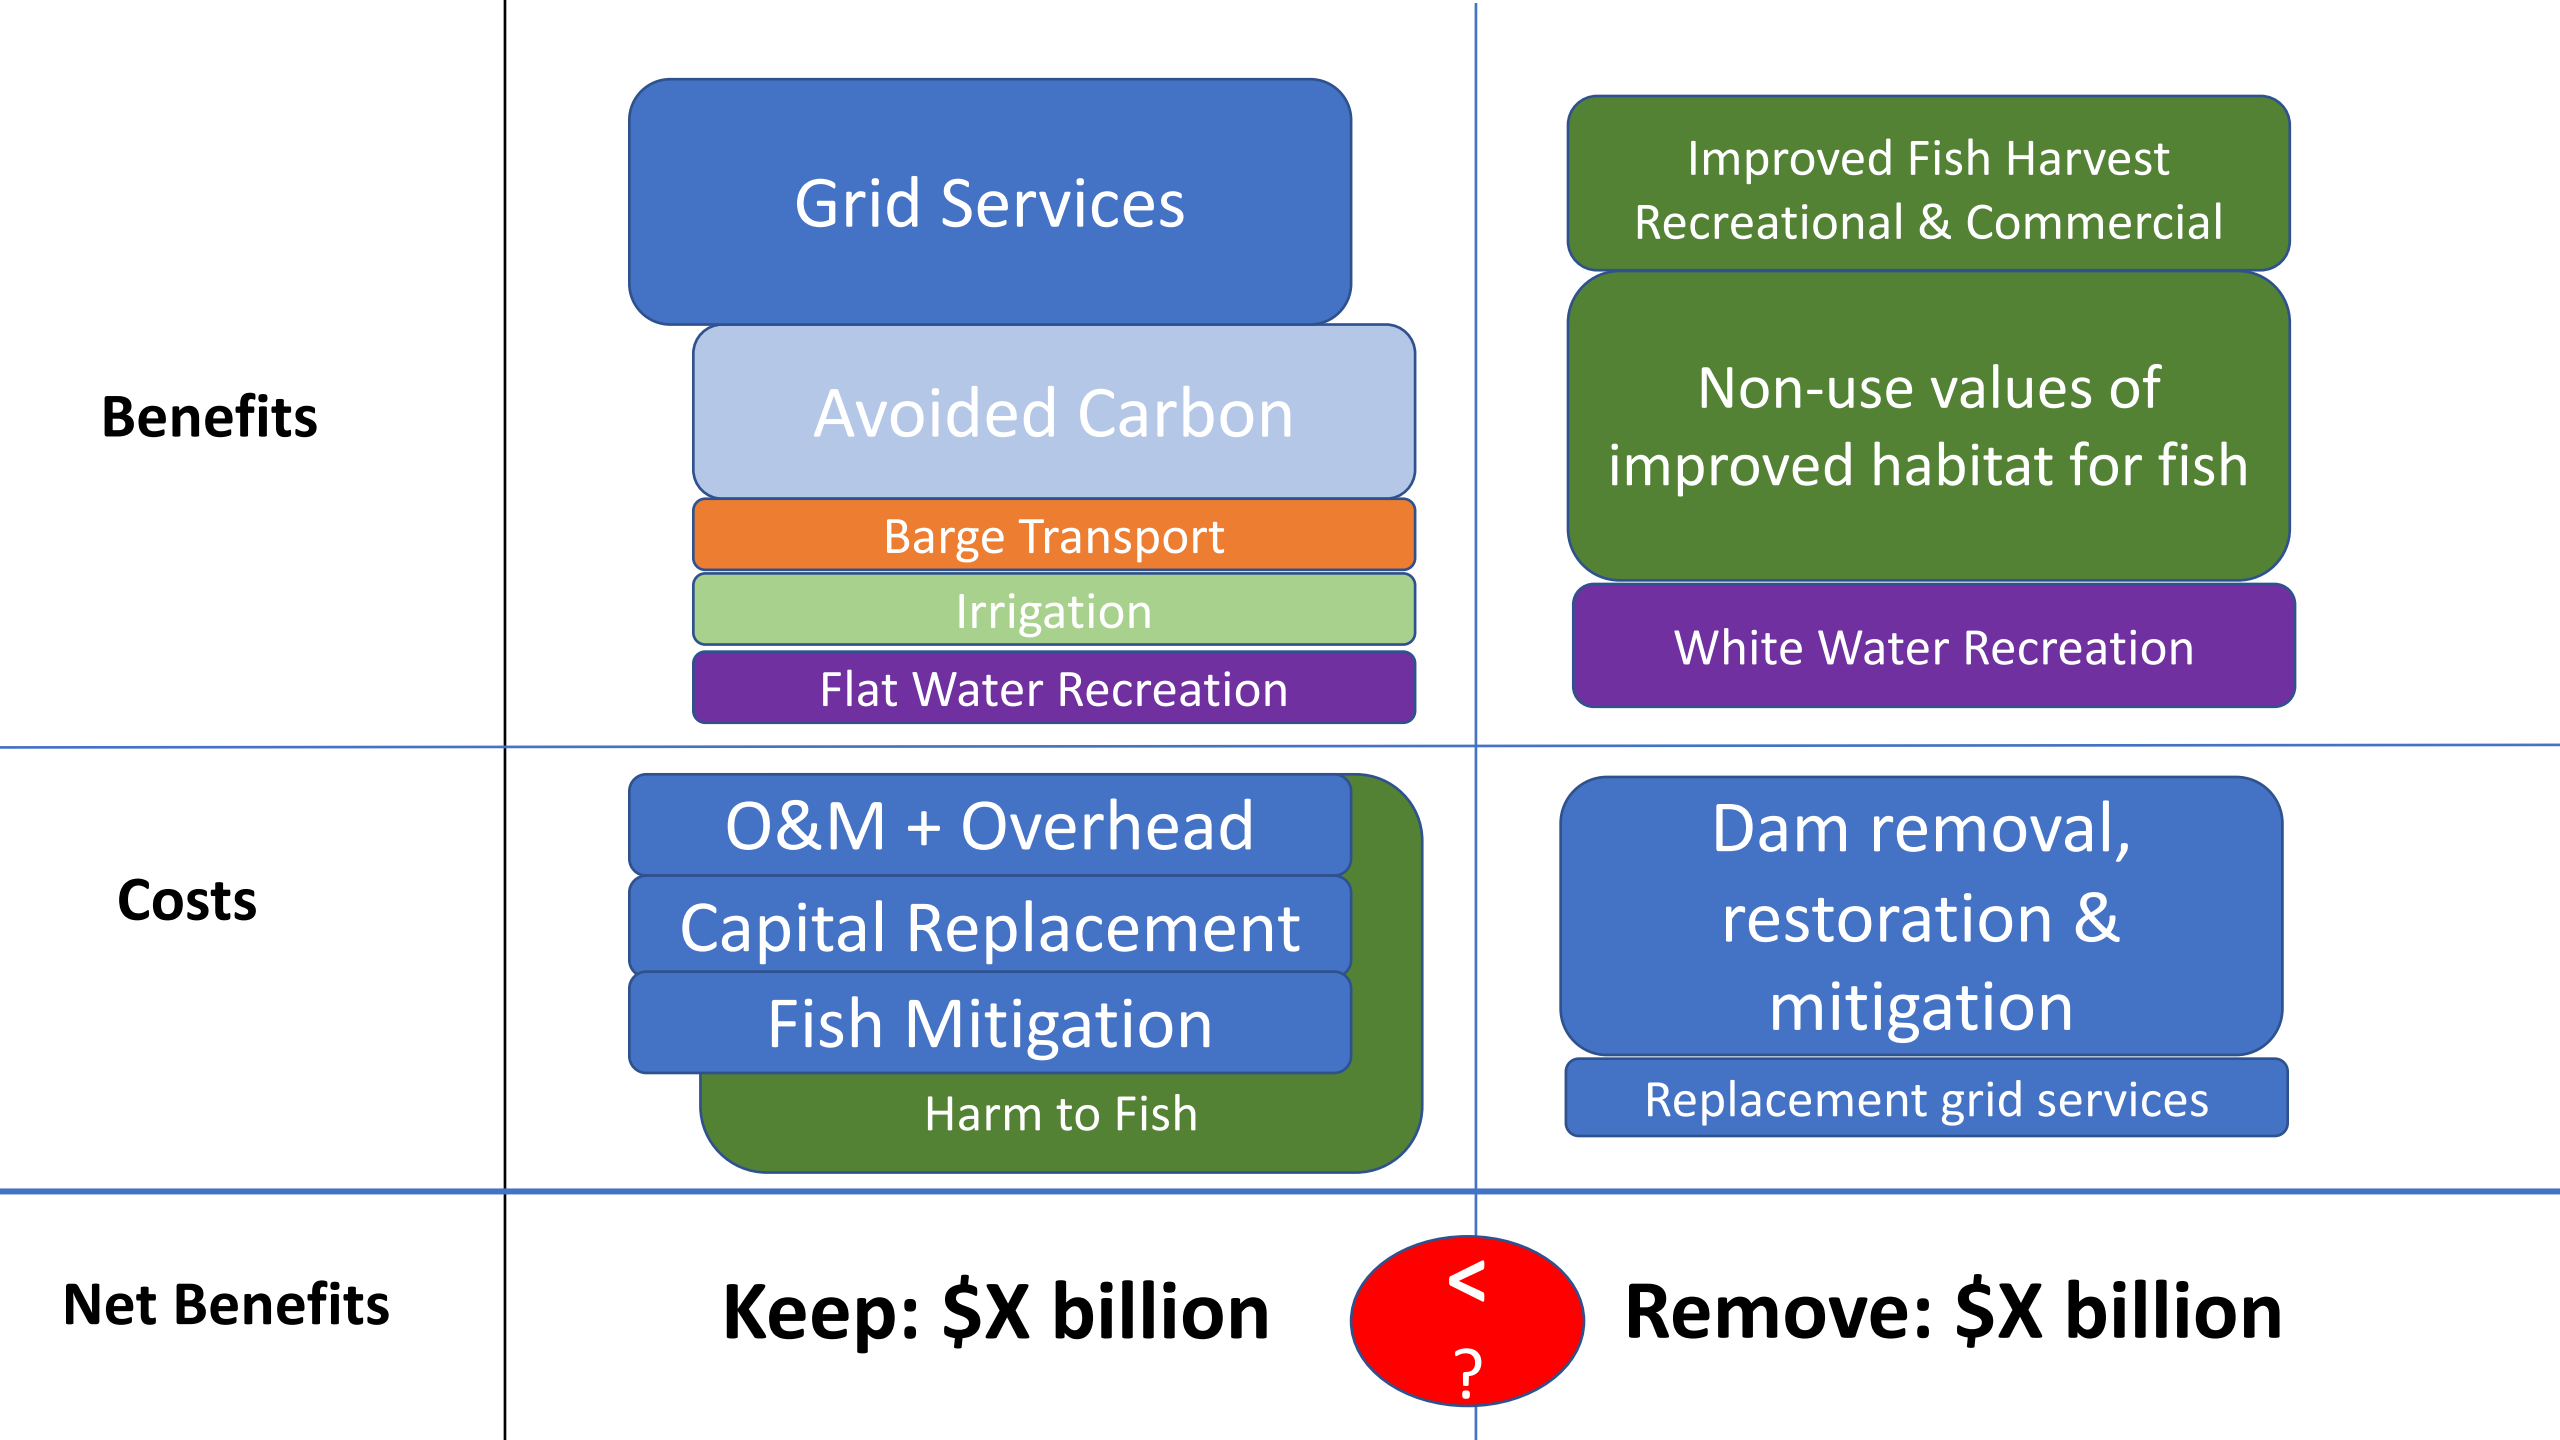 Benefits
Grid Services
Avoided Carbon
Barge Transport
Irrigation
Flat Water Recreation
Improved Fish Harvest
Recreational & Commercial
Non-use values of
improved habitat for fish
White Water Recreation
Costs
O&M + Overhead
Capital Replacement
Fish Mitigation
Harm to Fish
Dam removal,
restoration &
mitigation
Replacement grid services
Net Benefits
Keep: $X billion
<
?
Remove: $X billion